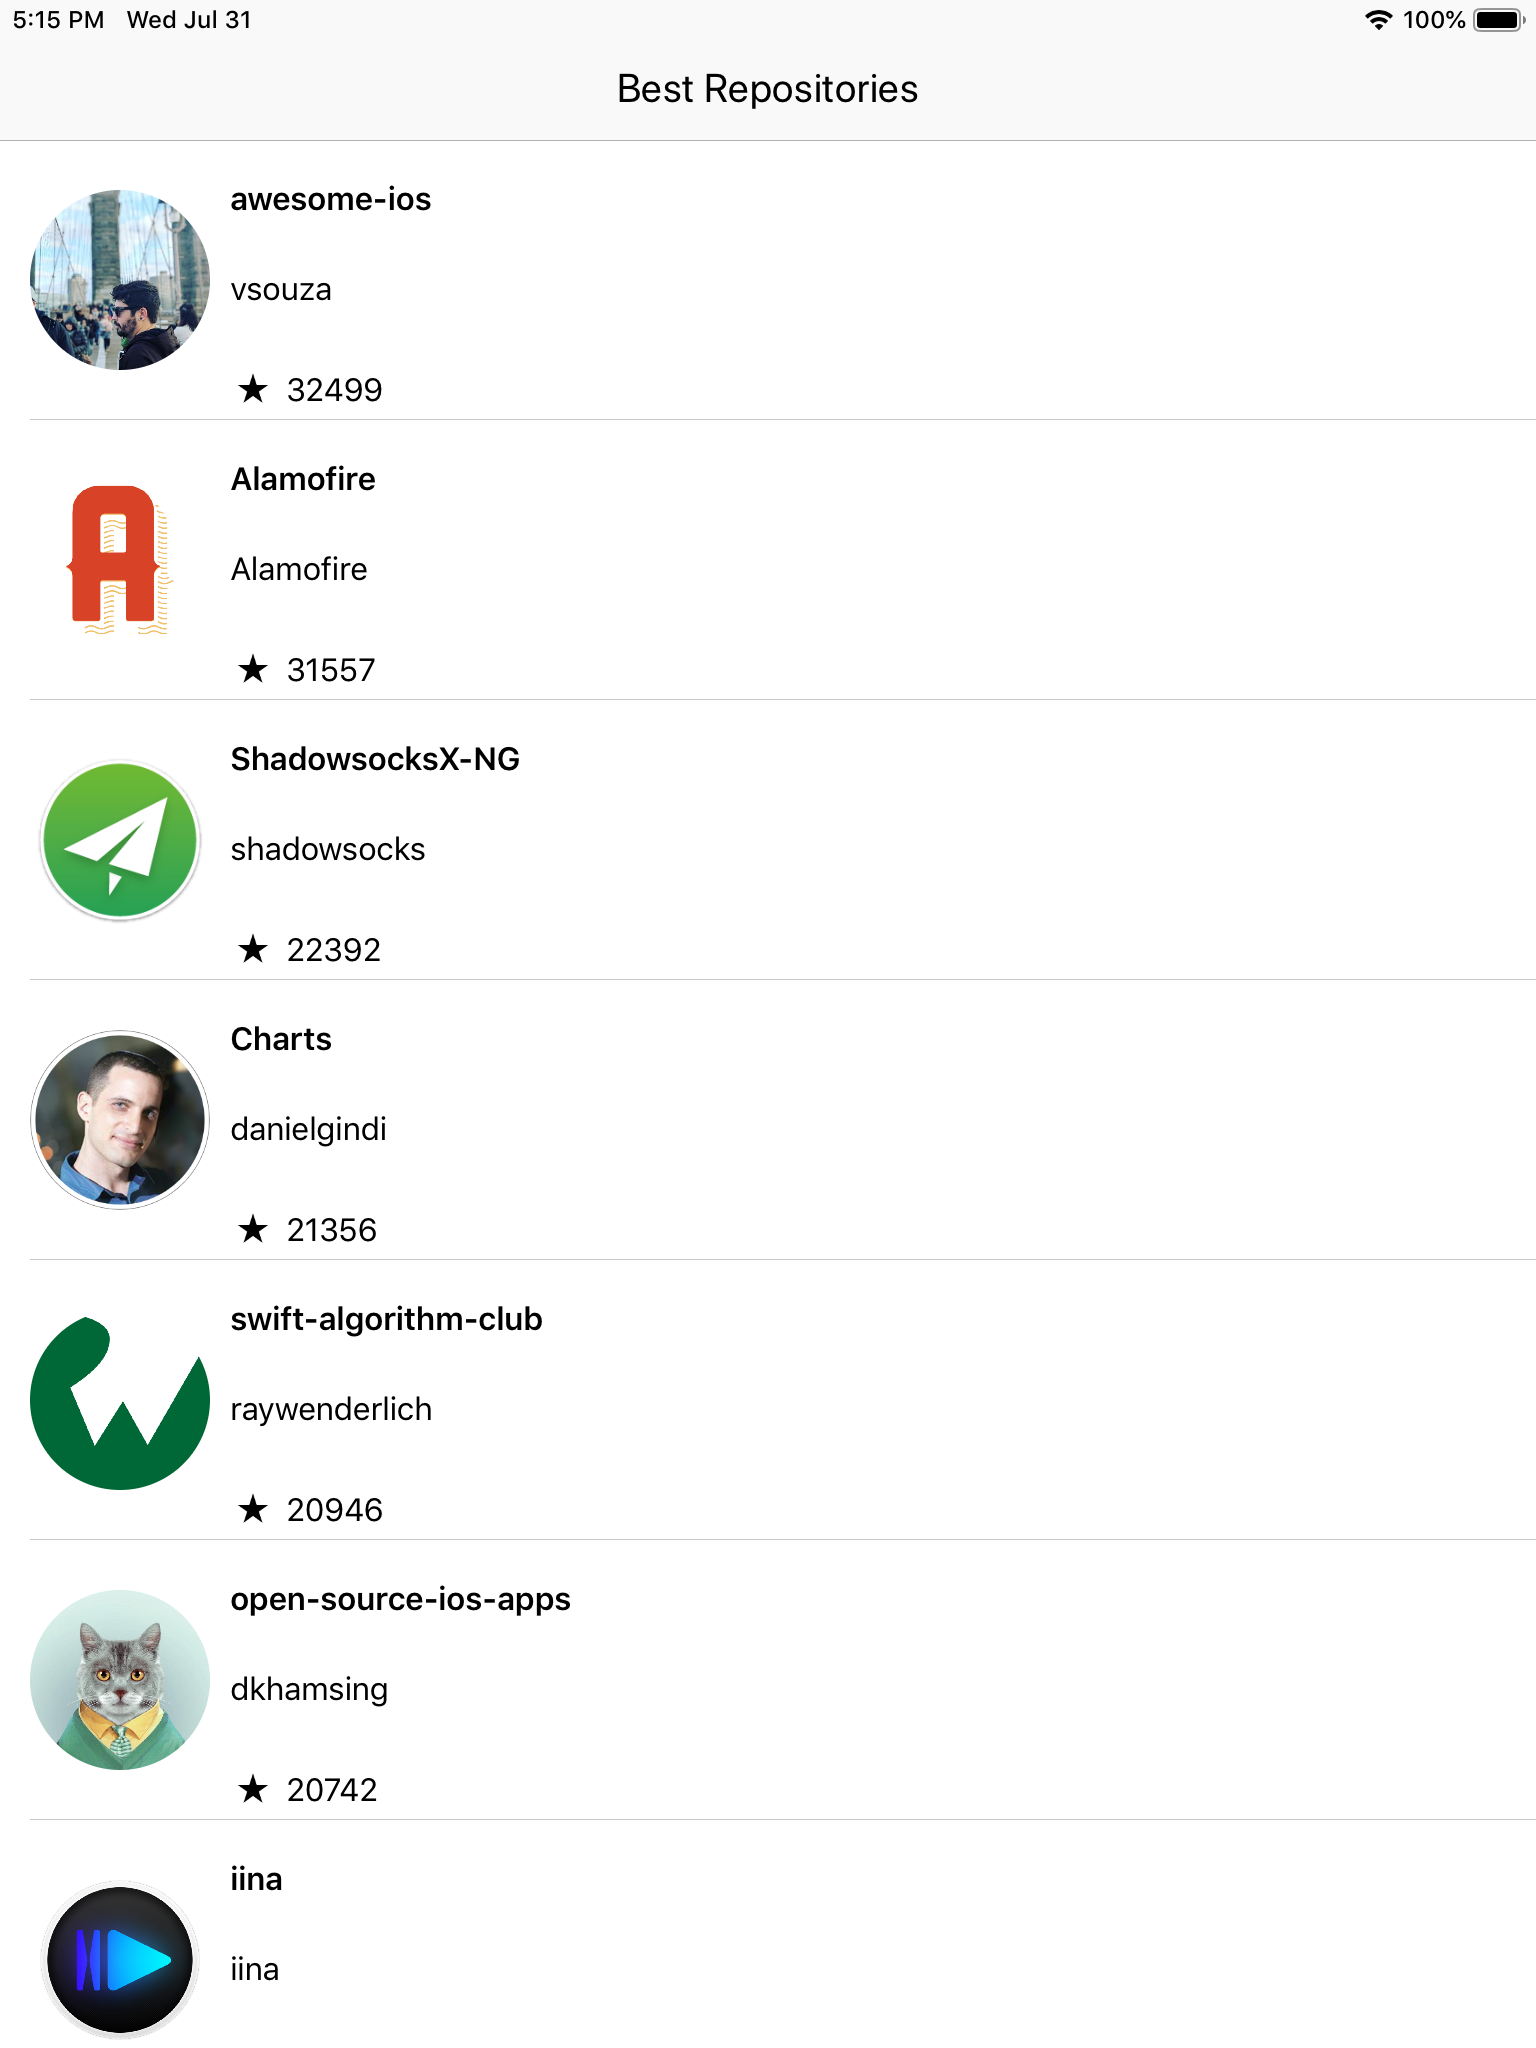 5:15 PM Wed Jul 31 100%
Best Repositories
awesome-ios
vsouza
★ 32499
Alamofire
Alamofire
★ 31557
ShadowsocksX-NG
shadowsocks
★ 22392
Charts
danielgindi
★ 21356
swift-algorithm-club
raywenderlich
★ 20946
open-source-ios-apps
dkhamsing
★ 20742
iina
iina